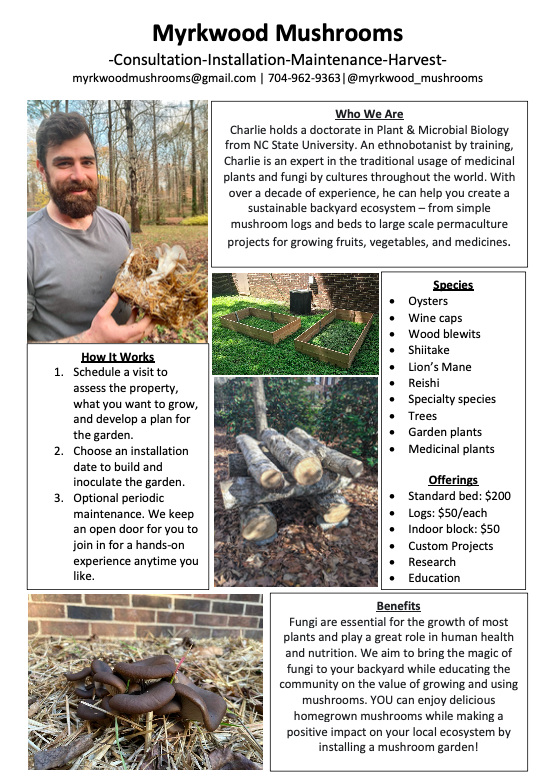 Myrkwood Mushrooms
-Consultation-Installation-Maintenance-Harvest-
myrkwoodmushrooms@gmail.com | 704-962-9363|@myrkwood_mushrooms
Who We Are
Charlie holds a doctorate in Plant & Microbial Biology
from NC State University. An ethnobotanist by training,
Charlie is an expert in the traditional usage of medicinal
plants and fungi by cultures throughout the world. With
over a decade of experience, he can help you create a
sustainable backyard ecosystem – from simple
mushroom logs and beds to large scale permaculture
projects for growing fruits, vegetables, and medicines.
How It Works
1. Schedule a visit to
assess the property,
what you want to grow,
and develop a plan for
the garden.
2. Choose an installation
date to build and
inoculate the garden.
3. Optional periodic
maintenance. We keep
an open door for you to
join in for a hands-on
experience anytime you
like.
Species
• Oysters
• Wine caps
• Wood blewits
• Shiitake
• Lion's Mane
• Reishi
• Specialty species
• Trees
• Garden plants
• Medicinal plants
Offerings
• Standard bed: $200
• Logs: $50/each
• Indoor block: $50
• Custom Projects
• Research
• Education
Benefits
Fungi are essential for the growth of most
plants and play a great role in human health
and nutrition. We aim to bring the magic of
fungi to your backyard while educating the
community on the value of growing and using
mushrooms. YOU can enjoy delicious
homegrown mushrooms while making a
positive impact on your local ecosystem by
installing a mushroom garden!